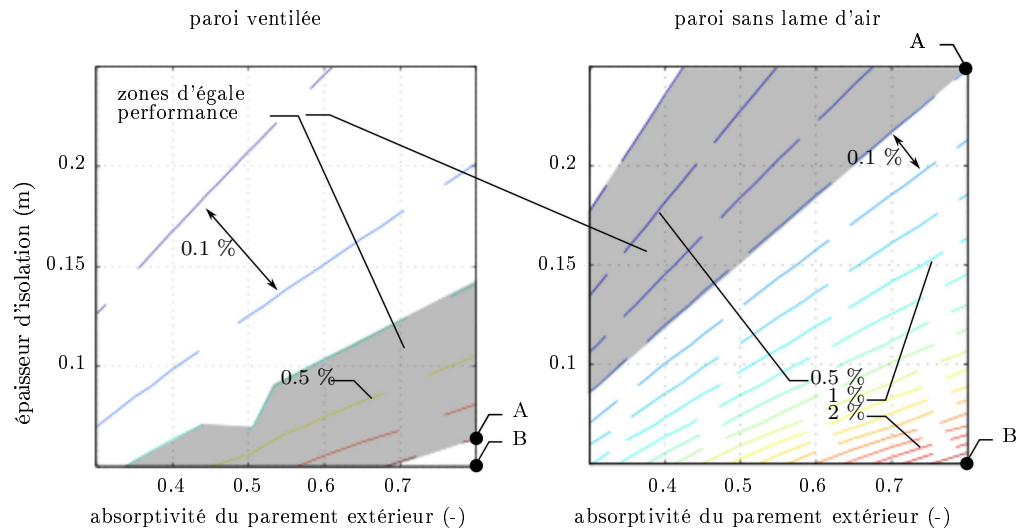 paroi ventilée
zones d'égale
performance
0.2
0.15
0.1
épaisseur d'isolation (m)
0.1 %
0.5 %
A
B
0.4
0.5
0.6
0.7
absorptivité du parement extérieur (-)
paroi sans lame d'air
A
0.2
0.15
0.1
0.1 %
0.5 %
1 %
2 %
B
0.4
0.5
0.6
0.7
absorptivité du parement extérieur (-)